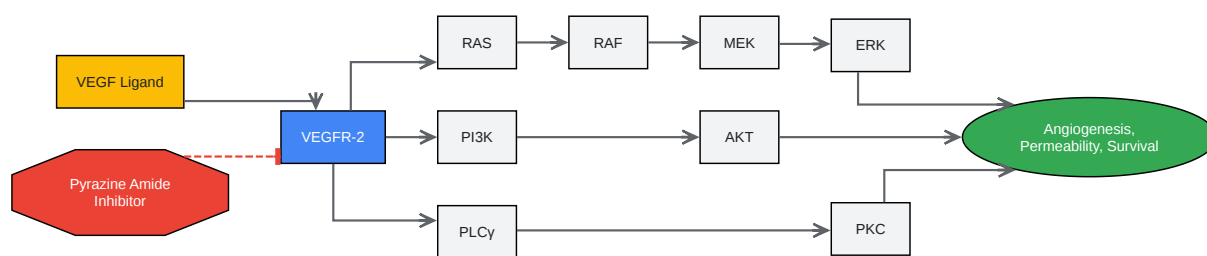 RAS
RAF
MEK
ERK
VEGF Ligand
VEGFR-2
PI3K
AKT
Angiogenesis,
Permeability, Survival
Pyrazine Amide
Inhibitor
PLCγ
PKC